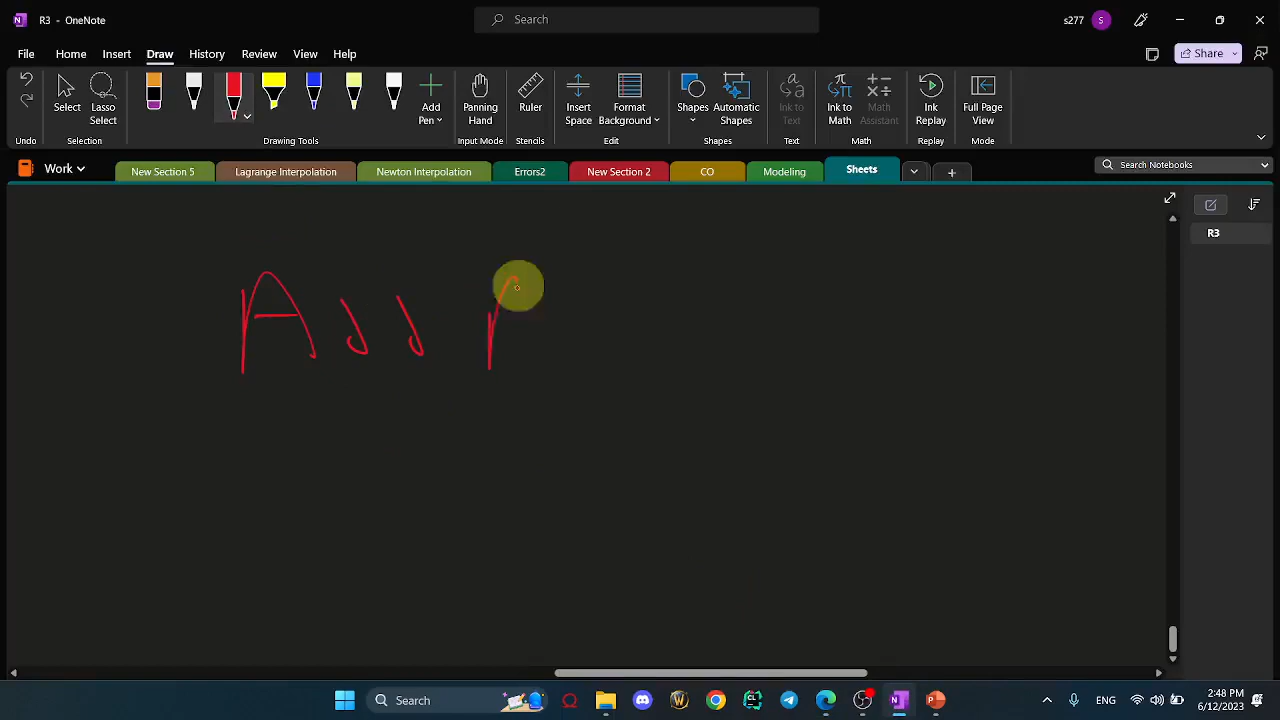 R3 - OneNote
Search
s277 S
File Home Insert Draw History Review View Help
Share
Undo
Select
Lasso Select
Selection
Drawing Tools
Add Pen
Panning Hand
Input Mode
Ruler
Stencils
Insert Space
Format Background
Edit
Shapes
Automatic Shapes
Shapes
Ink to Text
Text
Ink to Math
Math Assistant
Math
Ink Replay
Replay
Full Page View
Mode
Work
New Section 5
Lagrange Interpolation
Newton Interpolation
Errors2
New Section 2
CO
Modeling
Sheets
Search Notebooks
R3
Search
ENG
2:48 PM
6/12/2023